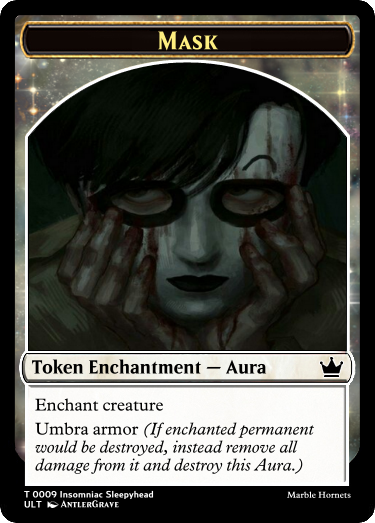 Mask
Token Enchantment — Aura
Enchant creature
Umbra armor (If enchanted permanent
would be destroyed, instead remove all
damage from it and destroy this Aura.)
T 0009 Insomniac Sleepyhead
Marble Hornets
ULT AntlerGrave